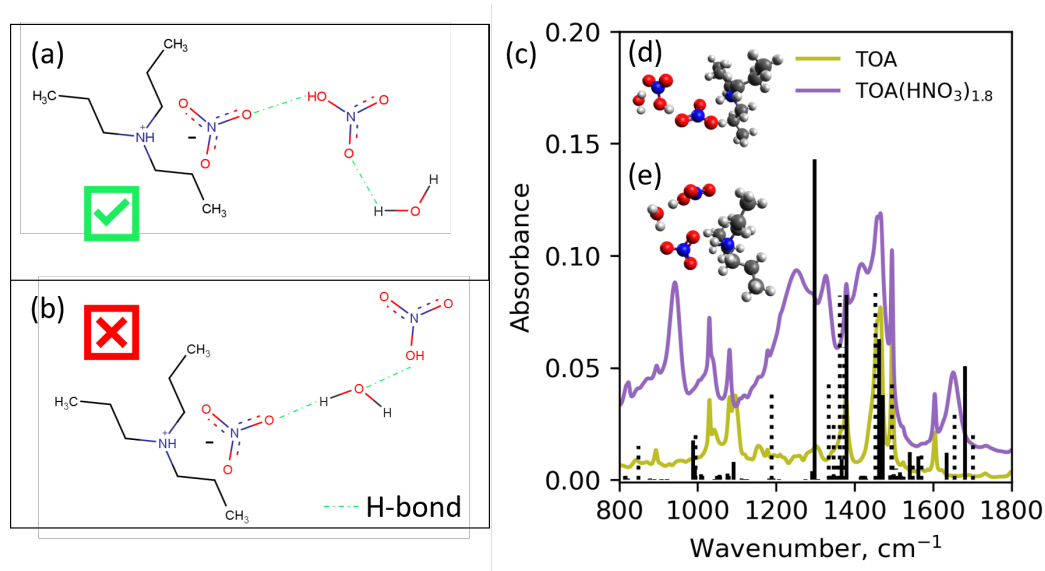 (a)
CH₃
H₃C
NH
+
-
N
O
O
O
HO
N
O
O
H
H
O
CH₃
(b)
O
N
O
OH
CH₃
H₃C
NH
+
-
O
N
O
O
H
O
H
CH₃
H-bond
(c)
(d)
(e)
TOA
TOA(HNO₃)₁.₈
Absorbance
0.20
0.15
0.10
0.05
0.00
800 1000 1200 1400 1600 1800
Wavenumber, cm⁻¹